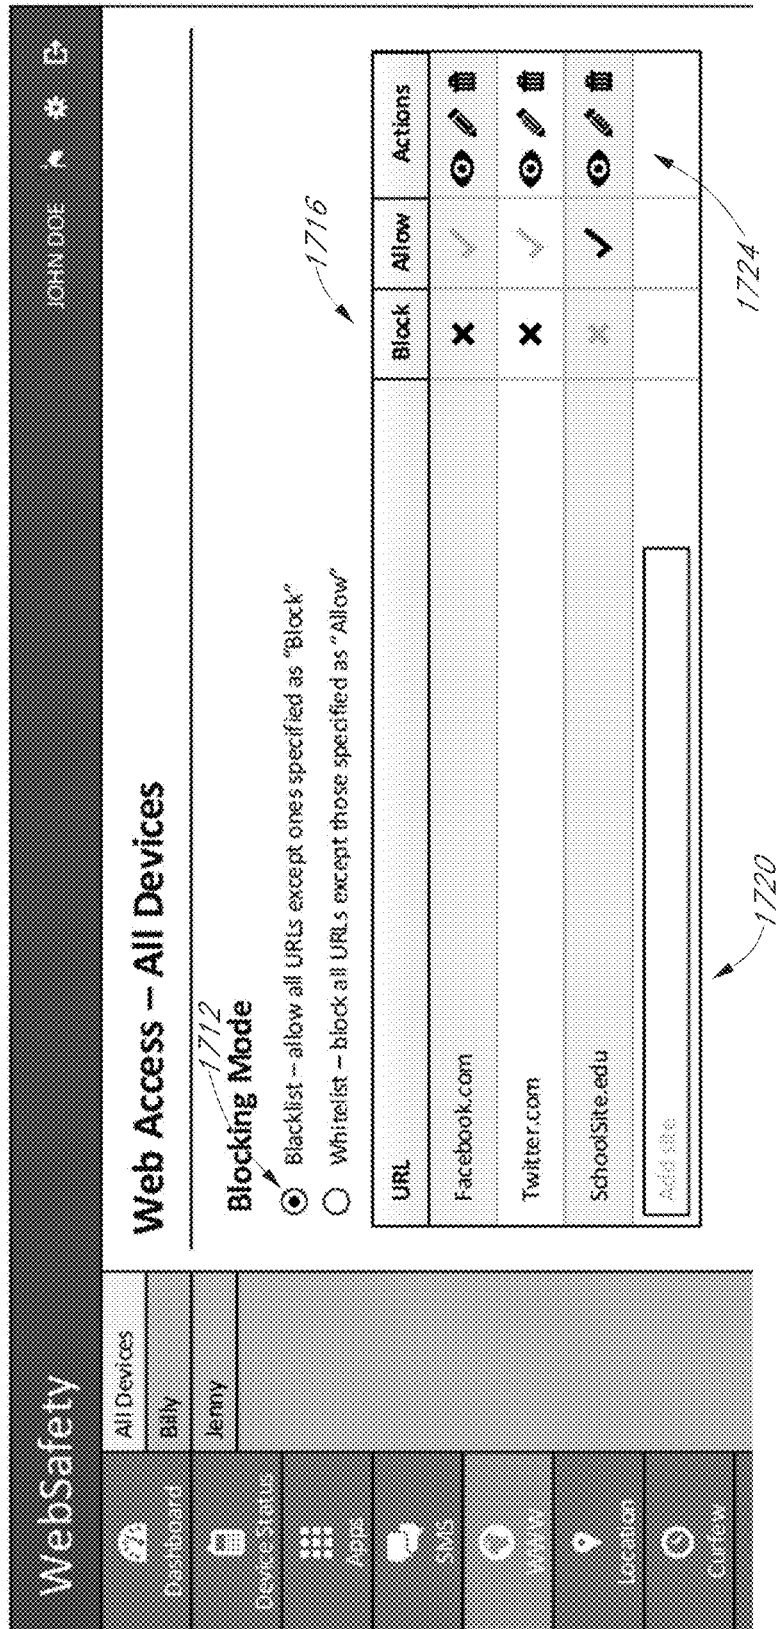 WebSafety
JOHN DOE
Dashboard
Device Status
Apps
SMS
Location
Curfew
All Devices
Billy
Jenny
Web Access – All Devices
1712
Blocking Mode
Blacklist – allow all URLs except ones specified as “Block”
Whitelist – block all URLs except those specified as “Allow”
1716
URL Block Allow Actions
Facebook.com
Twitter.com
SchoolSite.edu
Add site
1720
1724